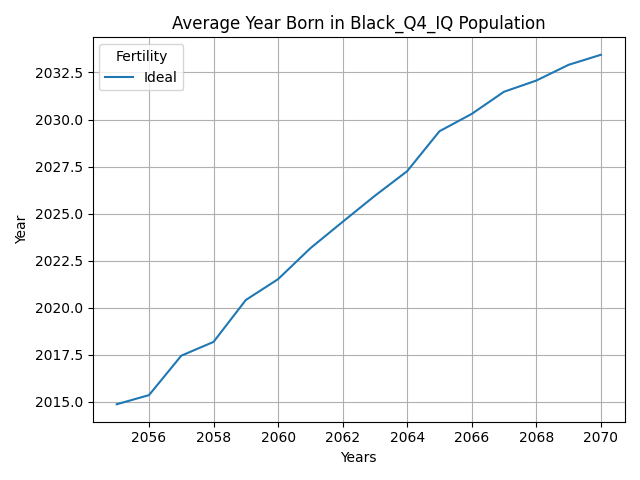 Average Year Born in Black_Q4_IQ Population
Fertility
Ideal
Year
2032.5
2030.0
2027.5
2025.0
2022.5
2020.0
2017.5
2015.0
2056 2058 2060 2062 2064 2066 2068 2070
Years